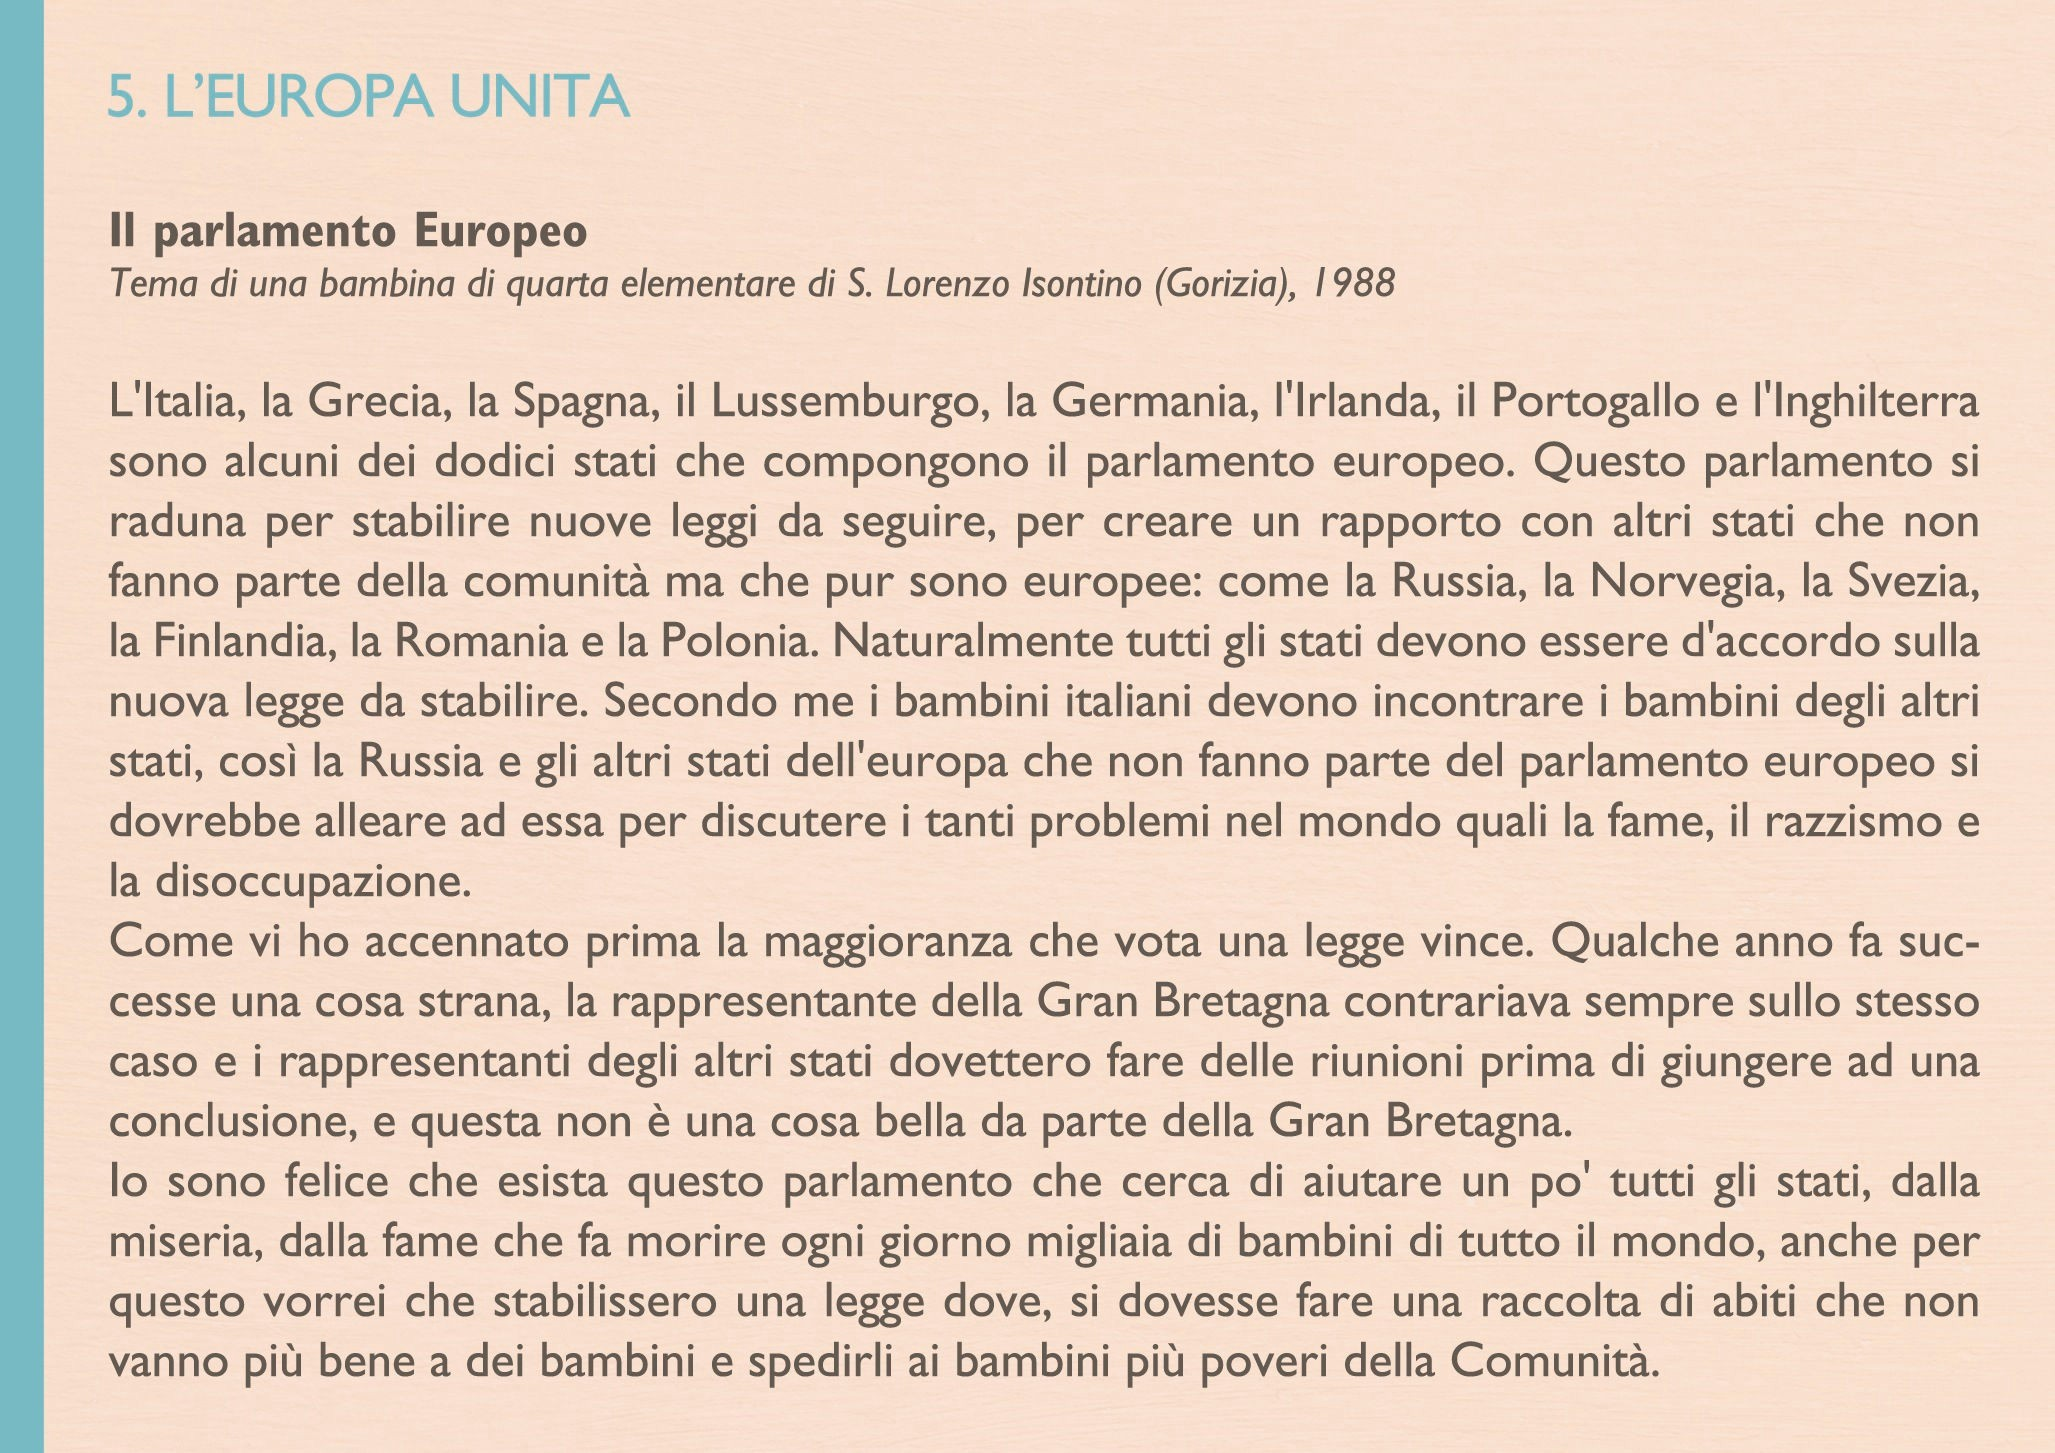 5. L’EUROPA UNITA
Il parlamento Europeo
Tema di una bambina di quarta elementare di S. Lorenzo Isontino (Gorizia), 1988
L'Italia, la Grecia, la Spagna, il Lussemburgo, la Germania, l'Irlanda, il Portogallo e l'Inghilterra
sono alcuni dei dodici stati che compongono il parlamento europeo. Questo parlamento si
raduna per stabilire nuove leggi da seguire, per creare un rapporto con altri stati che non
fanno parte della comunità ma che pur sono europee: come la Russia, la Norvegia, la Svezia,
la Finlandia, la Romania e la Polonia. Naturalmente tutti gli stati devono essere d'accordo sulla
nuova legge da stabilire. Secondo me i bambini italiani devono incontrare i bambini degli altri
stati, così la Russia e gli altri stati dell'europa che non fanno parte del parlamento europeo si
dovrebbe alleare ad essa per discutere i tanti problemi nel mondo quali la fame, il razzismo e
la disoccupazione.
Come vi ho accennato prima la maggioranza che vota una legge vince. Qualche anno fa suc-
cesse una cosa strana, la rappresentante della Gran Bretagna contrariava sempre sullo stesso
caso e i rappresentanti degli altri stati dovettero fare delle riunioni prima di giungere ad una
conclusione, e questa non è una cosa bella da parte della Gran Bretagna.
Io sono felice che esista questo parlamento che cerca di aiutare un po' tutti gli stati, dalla
miseria, dalla fame che fa morire ogni giorno migliaia di bambini di tutto il mondo, anche per
questo vorrei che stabilissero una legge dove, si dovesse fare una raccolta di abiti che non
vanno più bene a dei bambini e spedirli ai bambini più poveri della Comunità.